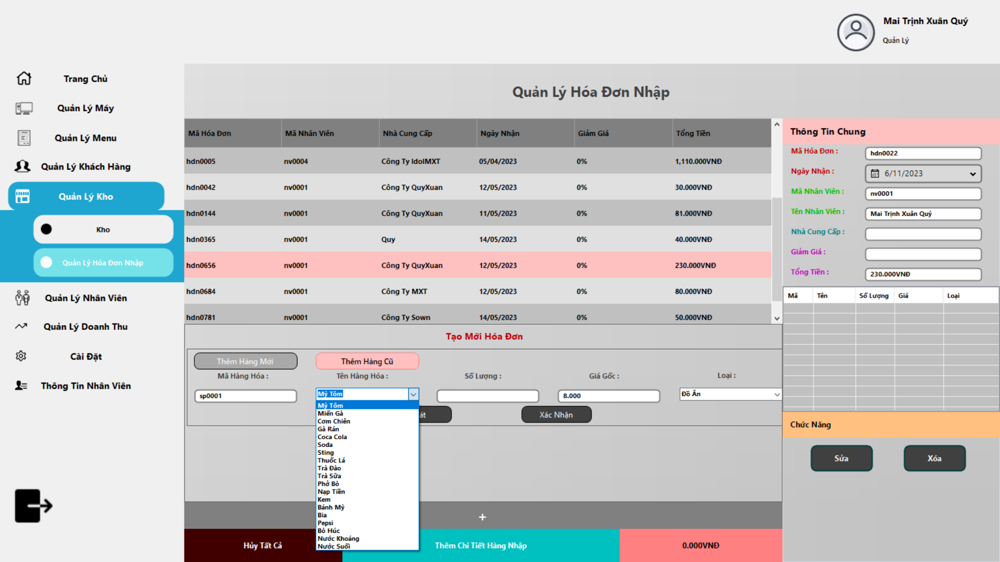 Mai Trịnh Xuân Quý
Quản Lý
Trang Chủ
Quản Lý Máy
Quản Lý Menu
Quản Lý Khách Hàng
Quản Lý Kho
Kho
Quản Lý Hóa Đơn Nhập
Quản Lý Nhân Viên
Quản Lý Doanh Thu
Cài Đặt
Thông Tin Nhân Viên
Quản Lý Hóa Đơn Nhập
Mã Hóa Đơn Mã Nhân Viên Nhà Cung Cấp Ngày Nhận Giảm Giá Tổng Tiền
hdn0005 nv0004 Công Ty IdolMXT 05/04/2023 0% 1,110.000VNĐ
hdn0042 nv0001 Công Ty QuyXuan 12/05/2023 0% 30.000VNĐ
hdn0144 nv0001 Công Ty QuyXuan 11/05/2023 0% 81.000VNĐ
hdn0365 nv0001 Quy 14/05/2023 0% 40.000VNĐ
hdn0656 nv0001 Công Ty QuyXuan 12/05/2023 0% 230.000VNĐ
hdn0684 nv0001 Công Ty MXT 12/05/2023 0% 80.000VNĐ
hdn0781 nv0001 Công Ty Sown 14/05/2023 0% 50.000VNĐ
Tạo Mới Hóa Đơn
Thêm Hàng Mới Thêm Hàng Cũ
Mã Hàng Hóa : Tên Hàng Hóa : Số Lượng : Giá Gốc : Loại :
sp0001 Mỳ Tôm 8.000 Đồ Ăn
Mỳ Tôm
Miến Gà
Cơm Chiên
Gà Rán
Coca Cola
Soda
Sting
Thuốc Lá
Trà Đào
Trà Sữa
Phở Bò
Nạp Tiền
Kem
Bánh Mỳ
Bia
Pepsi
Bò Húc
Nước Khoáng
Nước Suối
Xác Nhận
+
Hủy Tất Cả Thêm Chi Tiết Hàng Nhập 0.000VNĐ
Thông Tin Chung
Mã Hóa Đơn : hdn0022
Ngày Nhận : 6/11/2023
Mã Nhân Viên : nv0001
Tên Nhân Viên : Mai Trịnh Xuân Quý
Nhà Cung Cấp :
Giảm Giá :
Tổng Tiền : 230.000VNĐ
Mã Tên Số Lượng Giá Loại
Chức Năng
Sửa Xóa